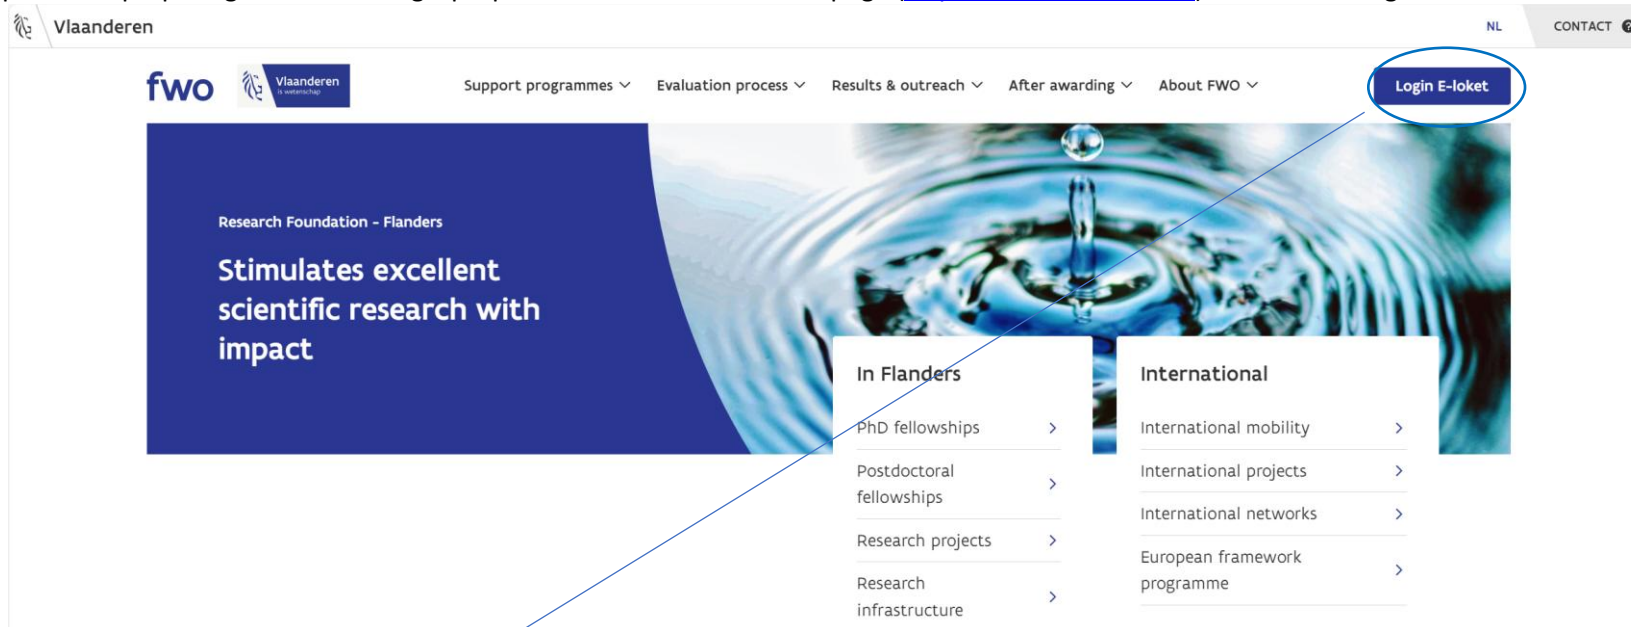 Vlaanderen
NL
CONTACT
fwo
Vlaanderen
is wetenschap
Support programmes
Evaluation process
Results & outreach
After awarding
About FWO
Login E-loket
Research Foundation - Flanders
Stimulates excellent
scientific research with
impact
In Flanders
PhD fellowships
Postdoctoral
fellowships
Research projects
Research
infrastructure
International
International mobility
International projects
International networks
European framework
programme